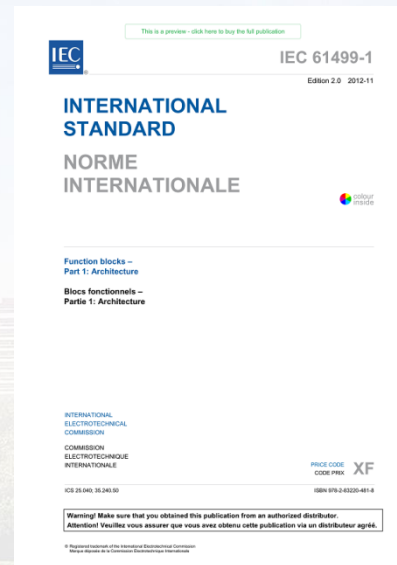 This is a preview - click here to buy the full publication
IEC
®
IEC 61499-1
Edition 2.0 2012-11
INTERNATIONAL
STANDARD
NORME
INTERNATIONALE
colour
inside
Function blocks –
Part 1: Architecture
Blocs fonctionnels –
Partie 1: Architecture
INTERNATIONAL
ELECTROTECHNICAL
COMMISSION
COMMISSION
ELECTROTECHNIQUE
INTERNATIONALE
PRICE CODE
CODE PRIX
XF
ICS 25.040; 35.240.50
ISBN 978-2-83220-481-8
Warning! Make sure that you obtained this publication from an authorized distributor.
Attention! Veuillez vous assurer que vous avez obtenu cette publication via un distributeur agréé.
® Registered trademark of the International Electrotechnical Commission
Marque déposée de la Commission Electrotechnique Internationale